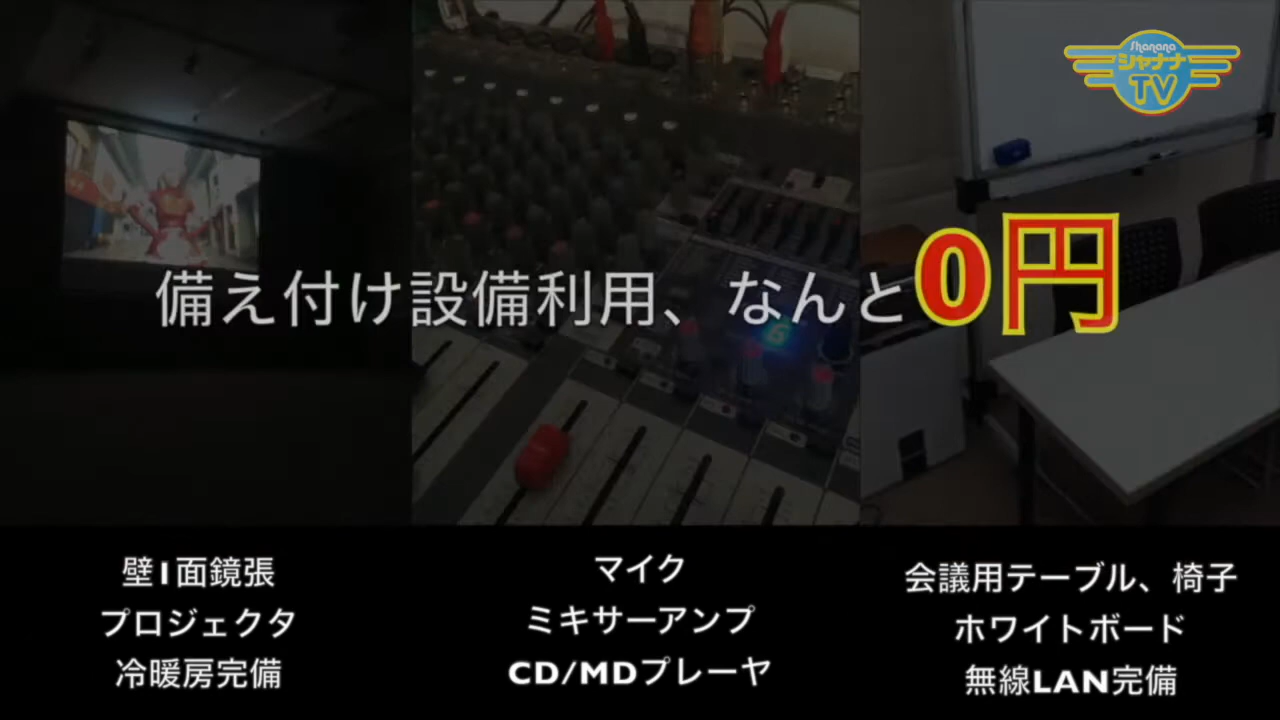 Shanana
シャナナ
TV
備え付け設備利用、なんと0円
6
壁1面鏡張
プロジェクタ
冷暖房完備
マイク
ミキサーアンプ
CD/MDプレーヤ
会議用テーブル、椅子
ホワイトボード
無線LAN完備